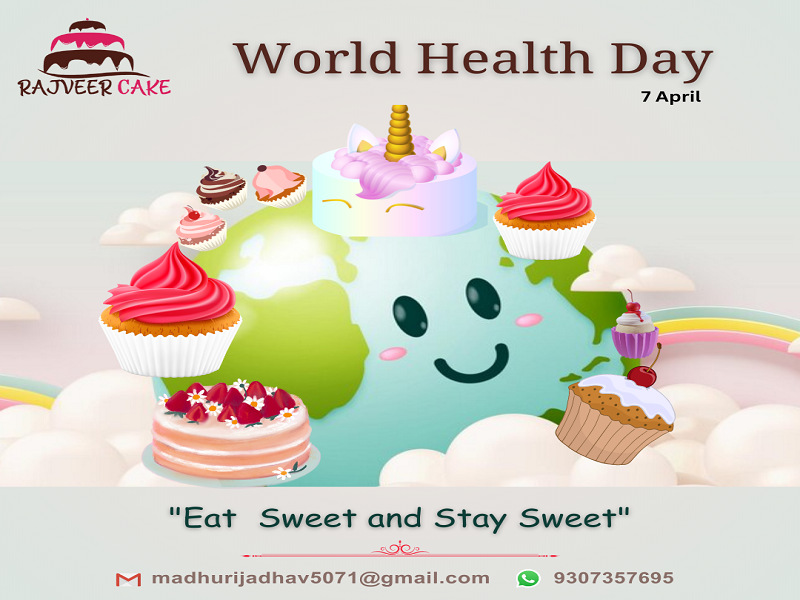 RAJVEER CAKE
World Health Day
7 April
"Eat  Sweet and Stay Sweet"
madhurijadhav5071@gmail.com 9307357695